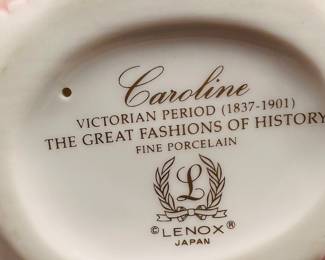 Caroline
VICTORIAN PERIOD (1837-1901)
THE GREAT FASHIONS OF HISTORY
FINE PORCELAIN
L
©LENOX®
JAPAN